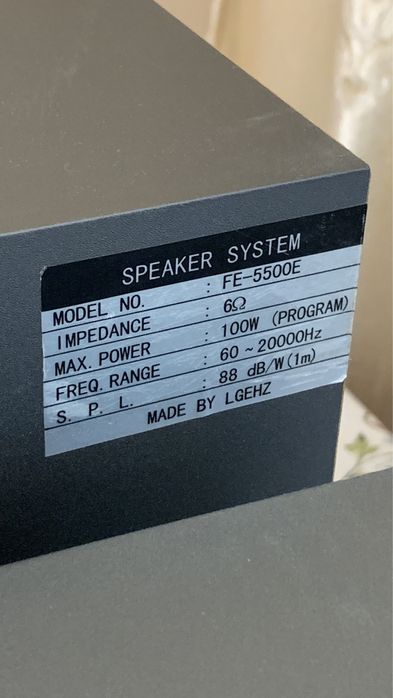 SPEAKER SYSTEM
MODEL NO. : FE-5500E
IMPEDANCE : 6Ω
MAX. POWER : 100W (PROGRAM)
FREQ. RANGE : 60~20000Hz
S. P. L. : 88 dB/W(1m)
MADE BY LGEHZ